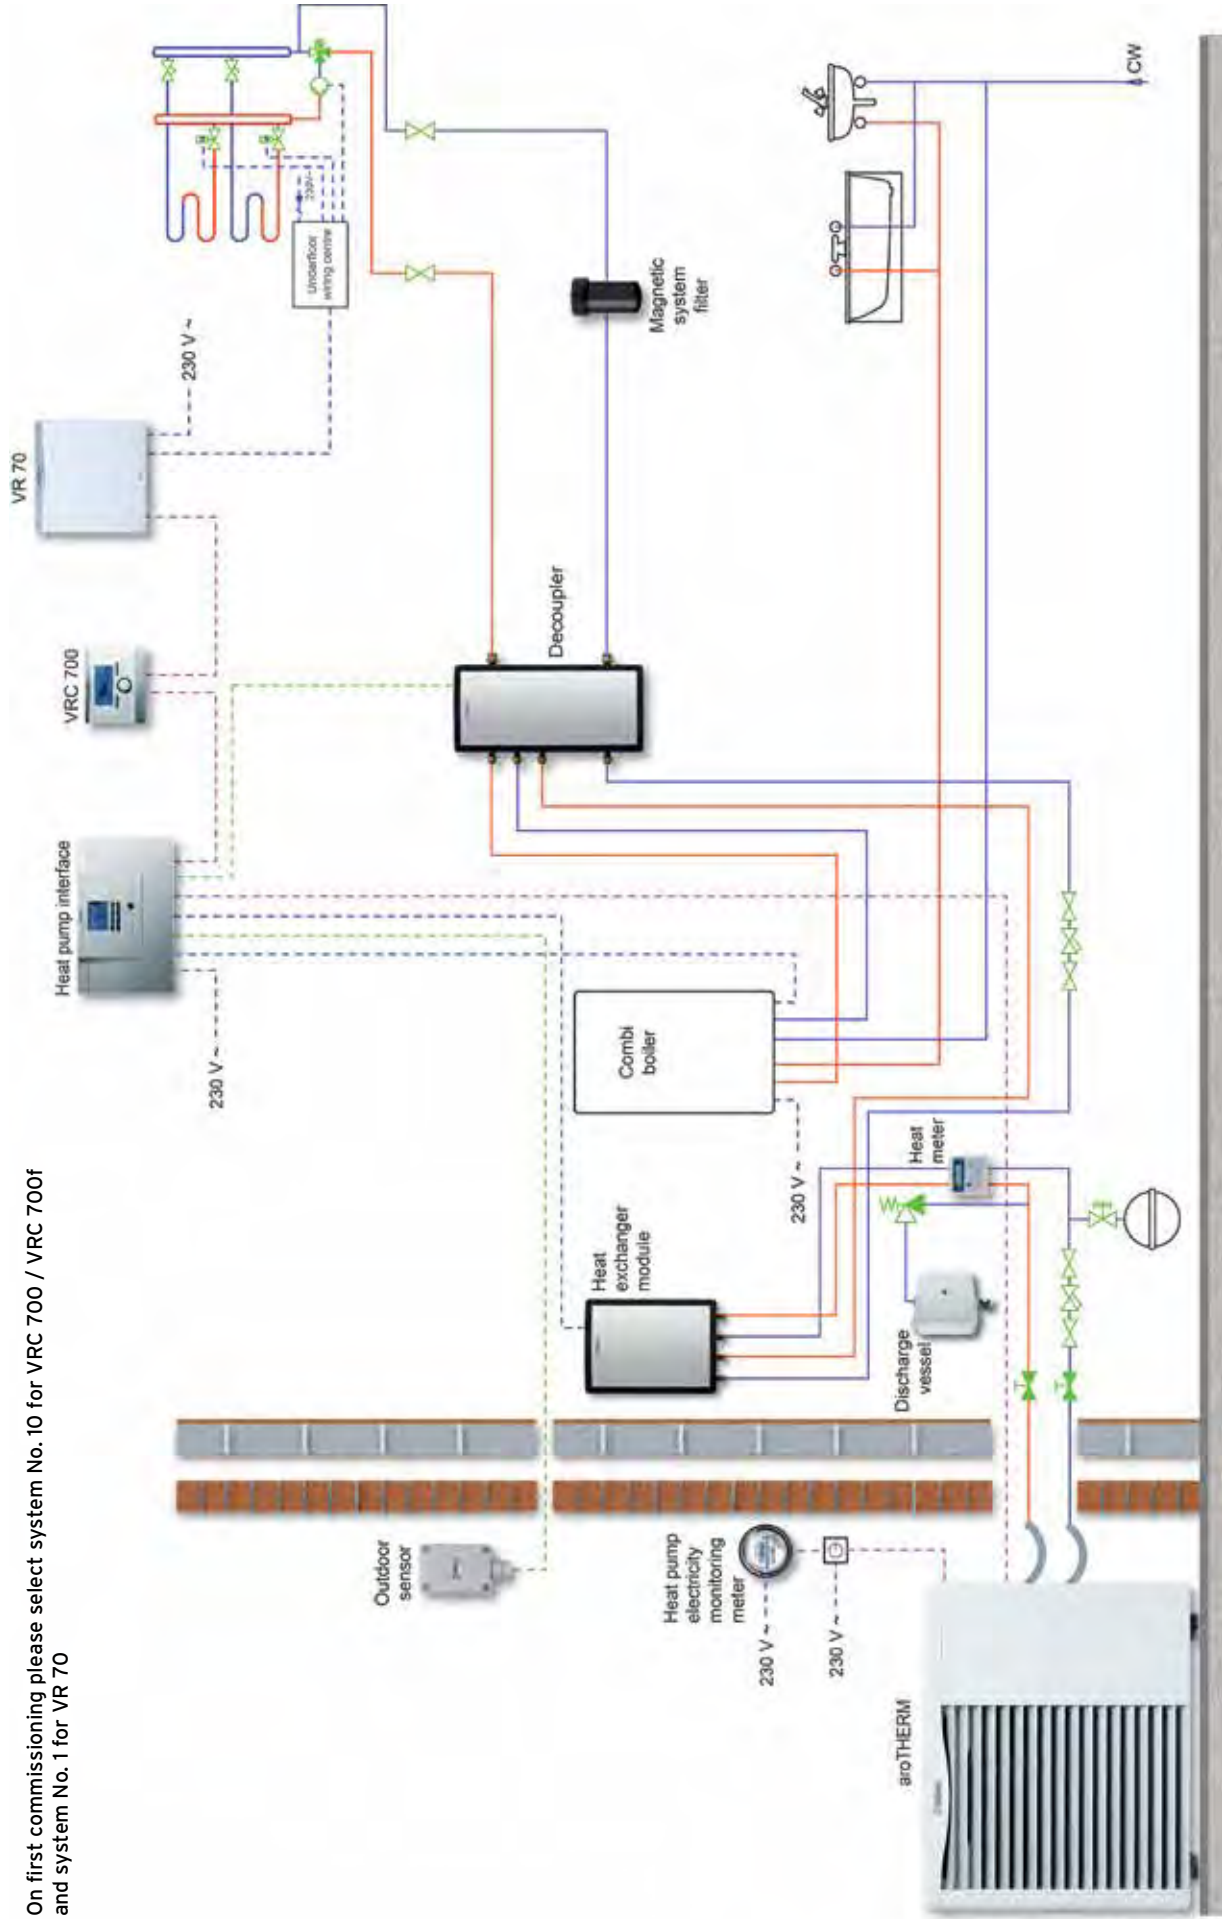 On first commissioning please select system No. 10 for VRC 700 / VRC 700f
and system No. 1 for VR 70
Heat pump interface
VRC 700
VR 70
230 V ~
230 V ~
Underfloor
wiring centre
230V~
Outdoor
sensor
Decoupler
Magnetic
system
filter
Combi
boiler
Heat
exchanger
module
230 V ~
Heat pump
electricity
monitoring
meter
230 V ~
230 V ~
Heat
meter
Discharge
vessel
aroTHERM
CW